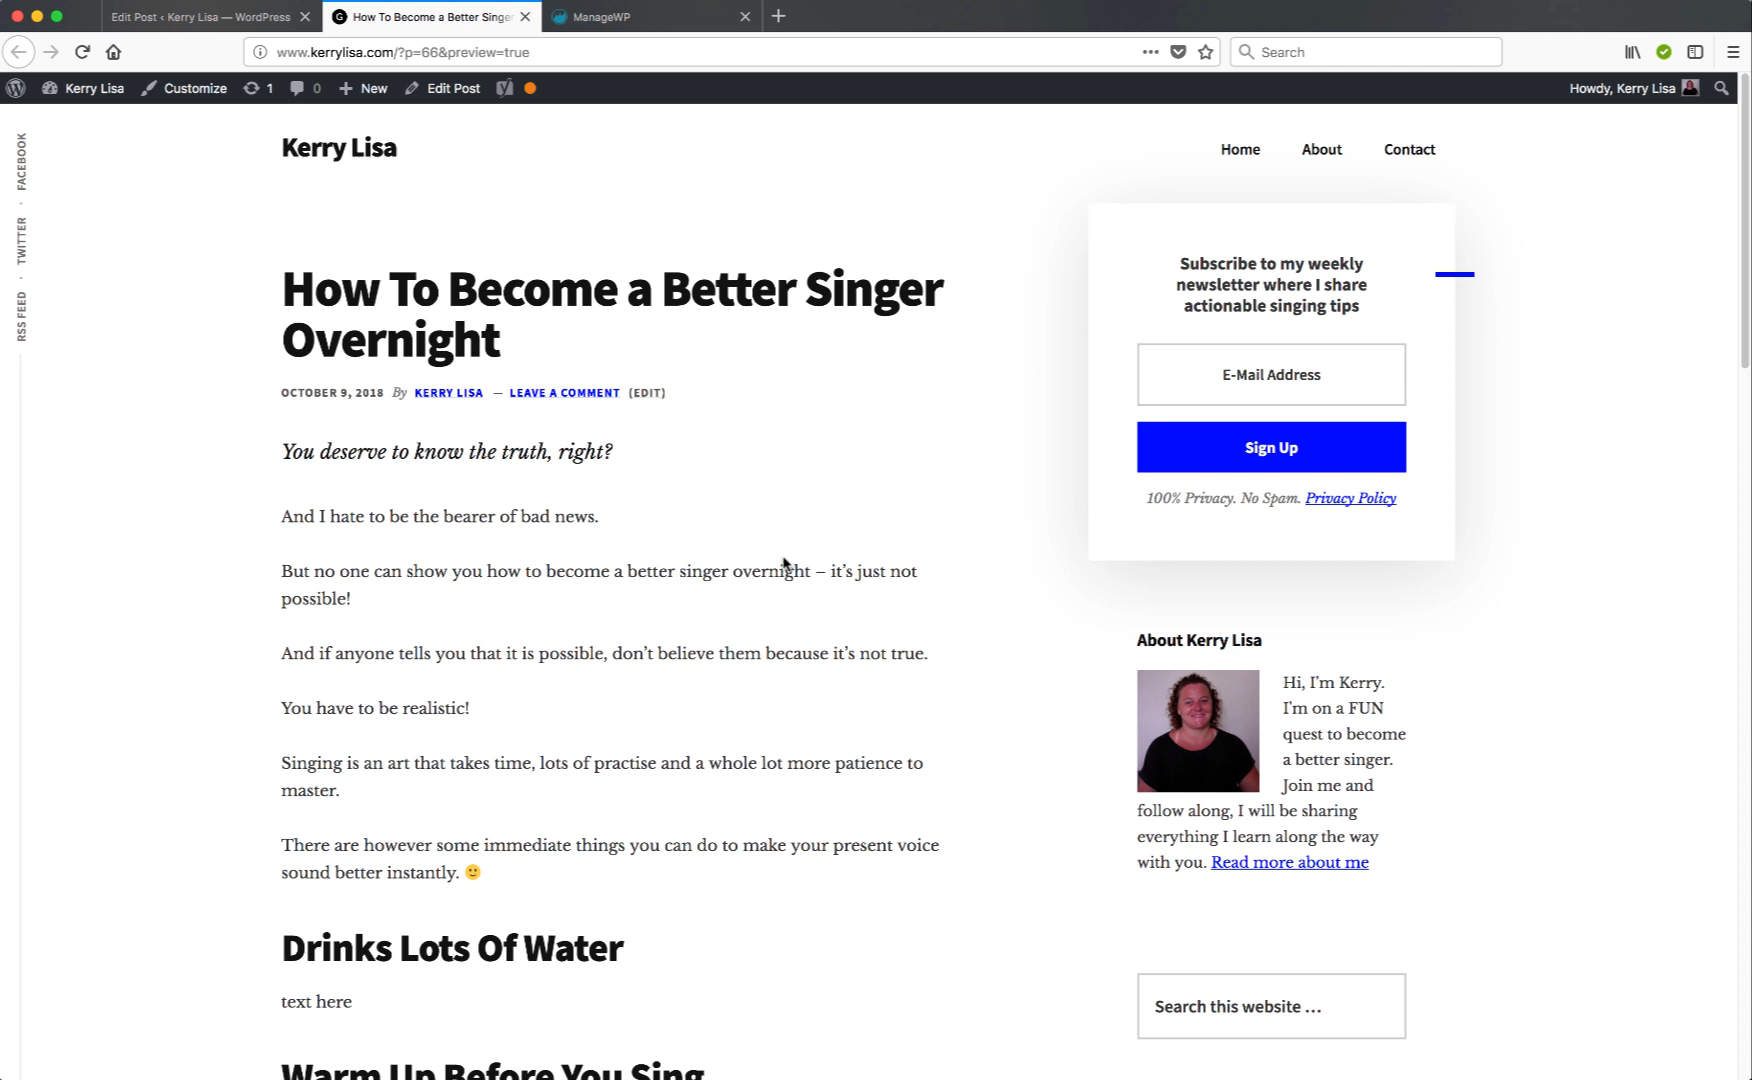 Edit Post ‹ Kerry Lisa — WordPress
How To Become a Better Singer
ManageWP
www.kerrylisa.com/?p=66&preview=true
Search
Kerry Lisa
Customize
1
0
New
Edit Post
Howdy, Kerry Lisa
FACEBOOK
TWITTER
RSS FEED
Kerry Lisa
Home
About
Contact
How To Become a Better Singer
Overnight
OCTOBER 9, 2018 By KERRY LISA — LEAVE A COMMENT (EDIT)
You deserve to know the truth, right?
And I hate to be the bearer of bad news.
But no one can show you how to become a better singer overnight – it's just not
possible!
And if anyone tells you that it is possible, don't believe them because it's not true.
You have to be realistic!
Singing is an art that takes time, lots of practise and a whole lot more patience to
master.
There are however some immediate things you can do to make your present voice
sound better instantly. 🙂
Drinks Lots Of Water
text here
Warm Up Before You Sing
Subscribe to my weekly
newsletter where I share
actionable singing tips
E-Mail Address
Sign Up
100% Privacy. No Spam. Privacy Policy
About Kerry Lisa
Hi, I'm Kerry.
I'm on a FUN
quest to become
a better singer.
Join me and
follow along, I will be sharing
everything I learn along the way
with you. Read more about me
Search this website …